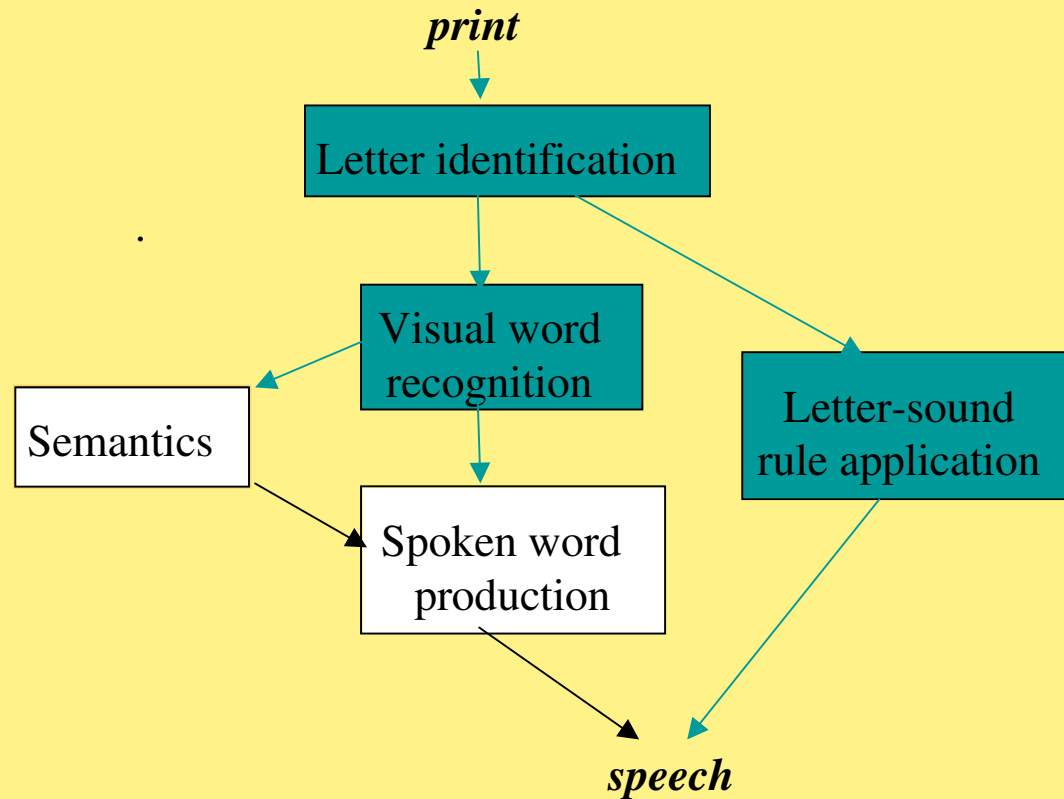 print
Letter identification
.
Visual word
recognition
Letter-sound
rule application
Semantics
Spoken word
production
speech